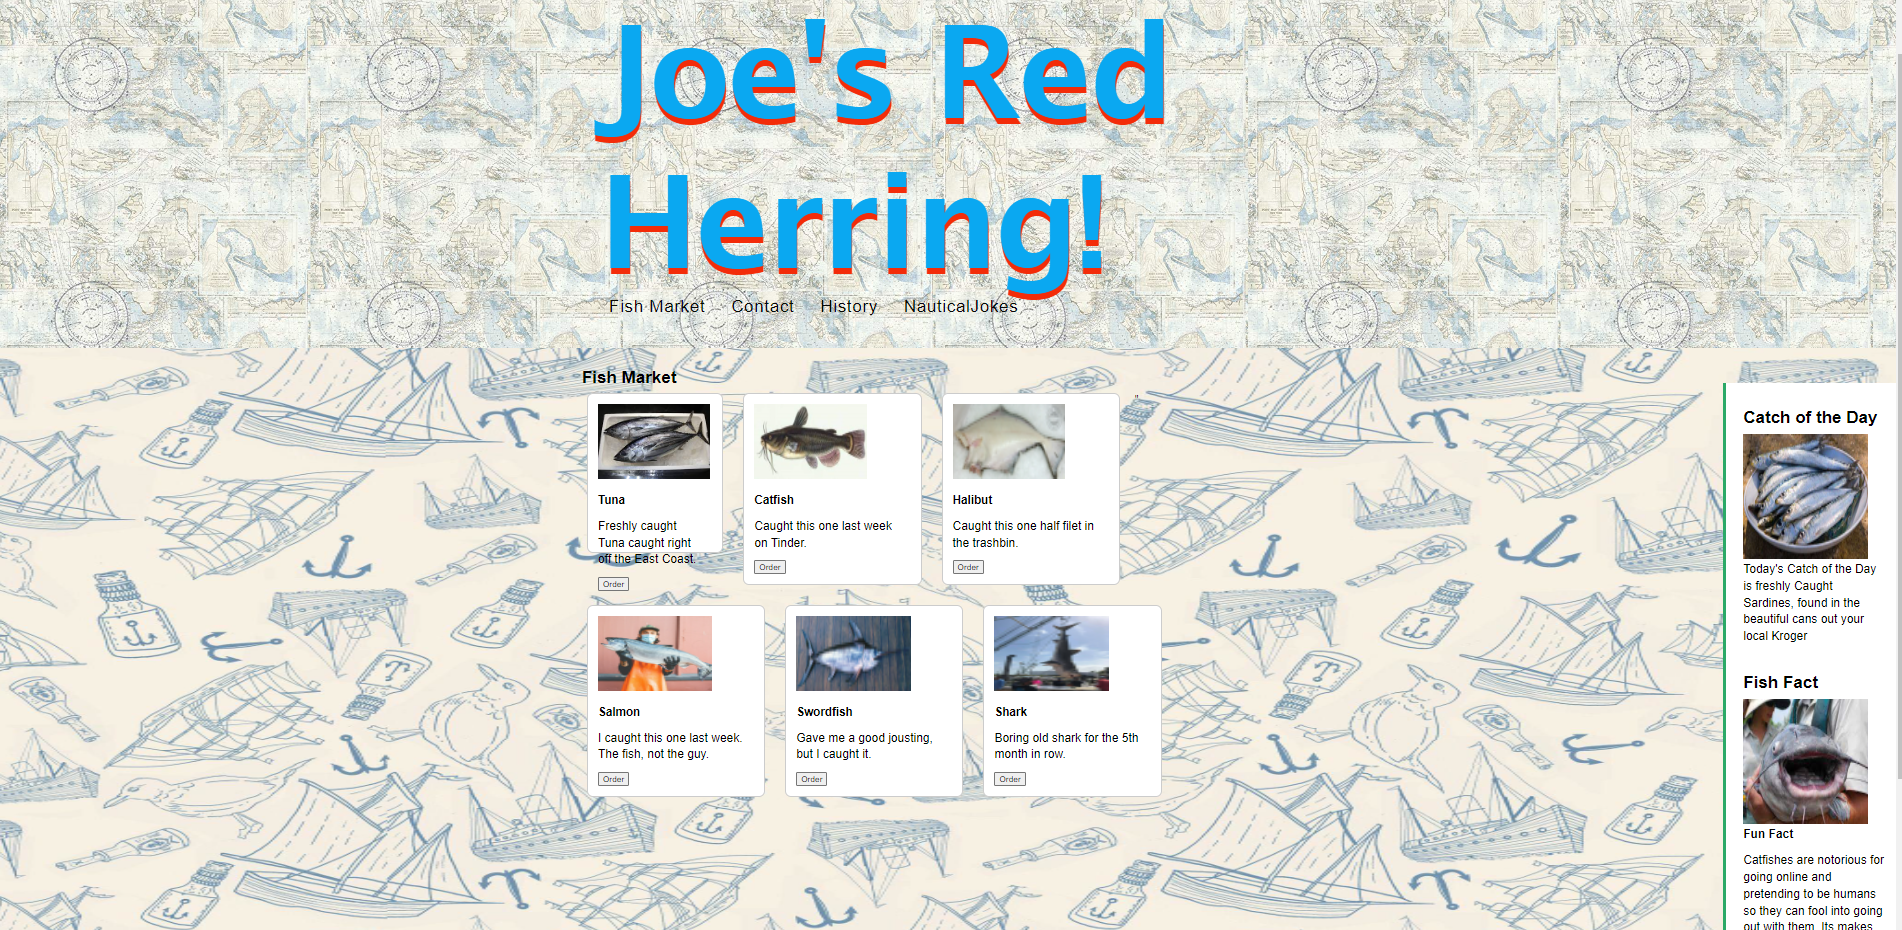 Joe's Red
Herring!
Fish Market
Contact
History
NauticalJokes
Fish Market
Tuna
Freshly caught
Tuna caught right
off the East Coast.
Order
Catfish
Caught this one last week
on Tinder.
Order
Halibut
Caught this one half filet in
the trashbin.
Order
"
Salmon
I caught this one last week.
The fish, not the guy.
Order
Swordfish
Gave me a good jousting,
but I caught it.
Order
Shark
Boring old shark for the 5th
month in row.
Order
Catch of the Day
Today's Catch of the Day
is freshly Caught
Sardines, found in the
beautiful cans out your
local Kroger
Fish Fact
Fun Fact
Catfishes are notorious for
going online and
pretending to be humans
so they can fool into going
out with them. Its makes